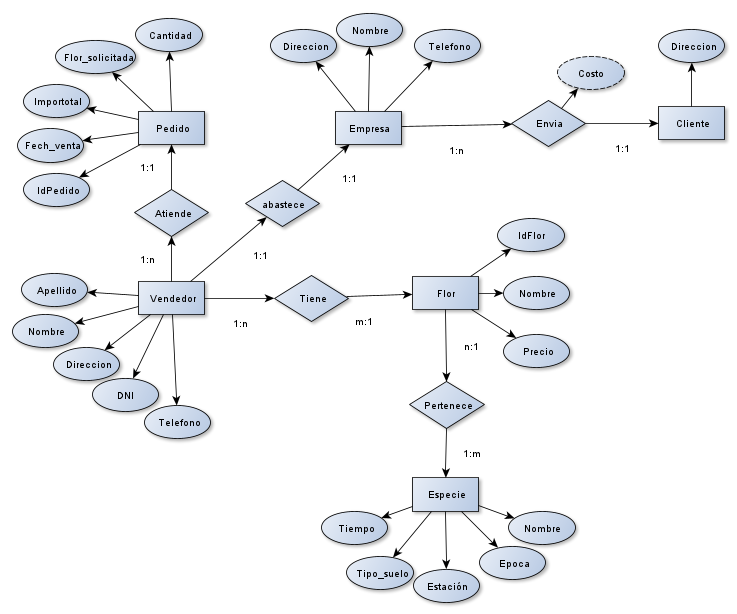 Cantidad
Nombre
Direccion
Telefono
Direccion
Flor_solicitada
Costo
Importotal
Pedido
Empresa
Envia
Cliente
Fech_venta
1:n
1:1
1:1
1:1
IdPedido
abastece
Atiende
IdFlor
1:n
1:1
Apellido
Vendedor
Tiene
Flor
Nombre
1:n
m:1
Nombre
n:1
Precio
Direccion
DNI
Pertenece
Telefono
1:m
Especie
Tiempo
Nombre
Epoca
Tipo_suelo
Estación